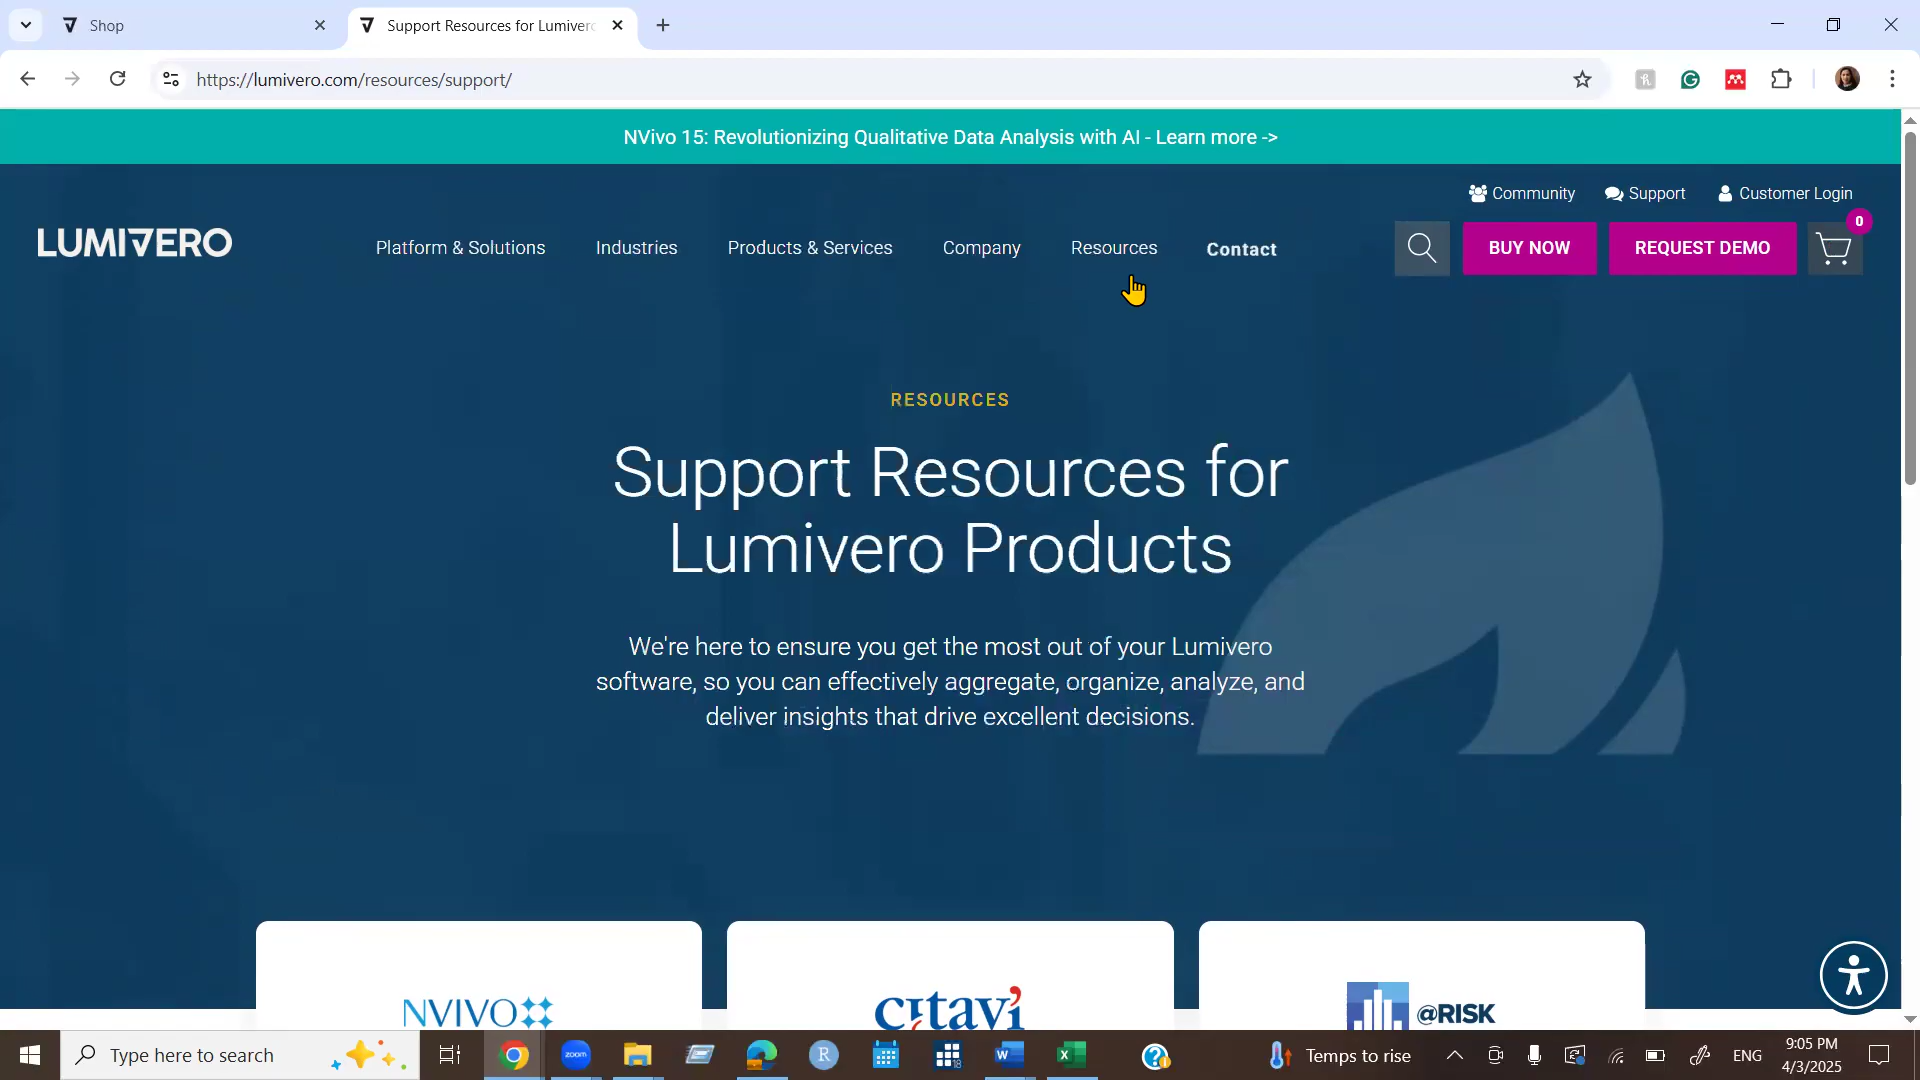 Shop
Support Resources for Lumivero
https://lumivero.com/resources/support/
NVivo 15: Revolutionizing Qualitative Data Analysis with AI - Learn more ->
Community
Support
Customer Login
0
LUMIVERO
Platform & Solutions
Industries
Products & Services
Company
Resources
Contact
BUY NOW
REQUEST DEMO
RESOURCES
Support Resources for
Lumivero Products
We're here to ensure you get the most out of your Lumivero
software, so you can effectively aggregate, organize, analyze, and
deliver insights that drive excellent decisions.
NVIVO
citavi
@RISK
Type here to search
zoom
R
18
Temps to rise
ENG
9:05 PM
4/3/2025